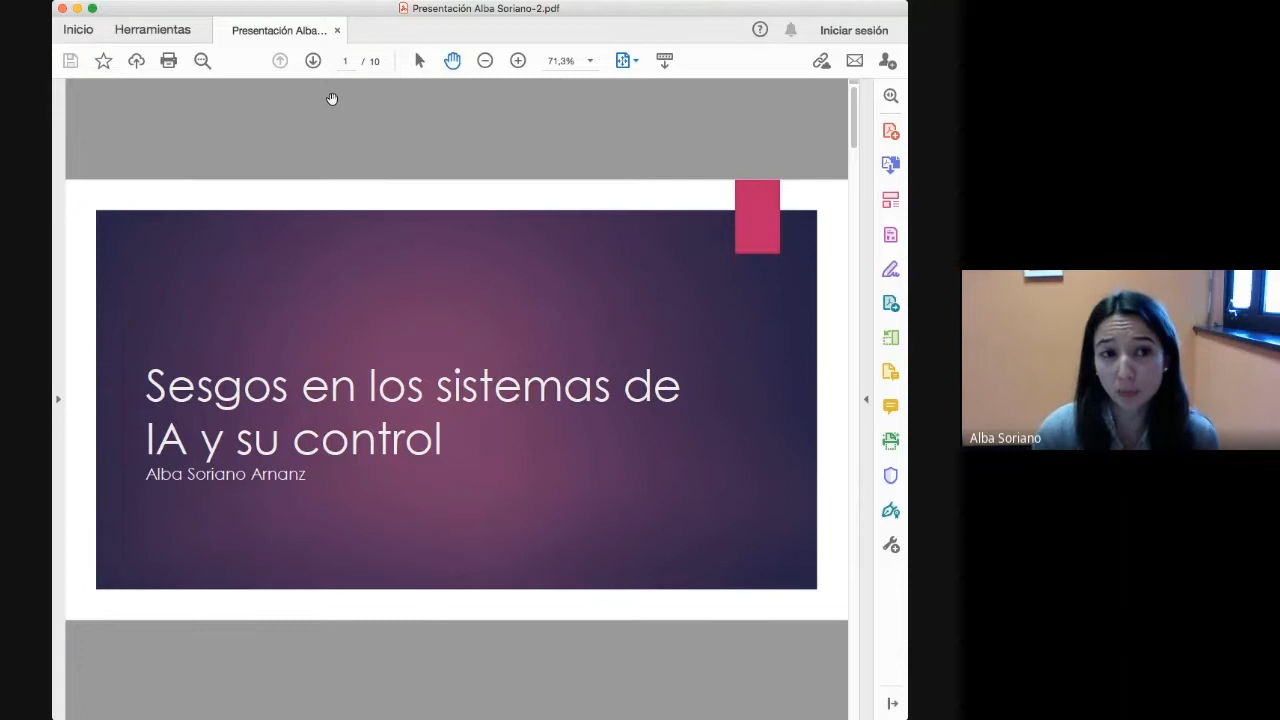 Presentación Alba Soriano-2.pdf
Inicio
Herramientas
Presentación Alba... ×
Iniciar sesión
1 / 10
71,3%
Sesgos en los sistemas de
IA y su control
Alba Soriano Arnanz
Alba Soriano